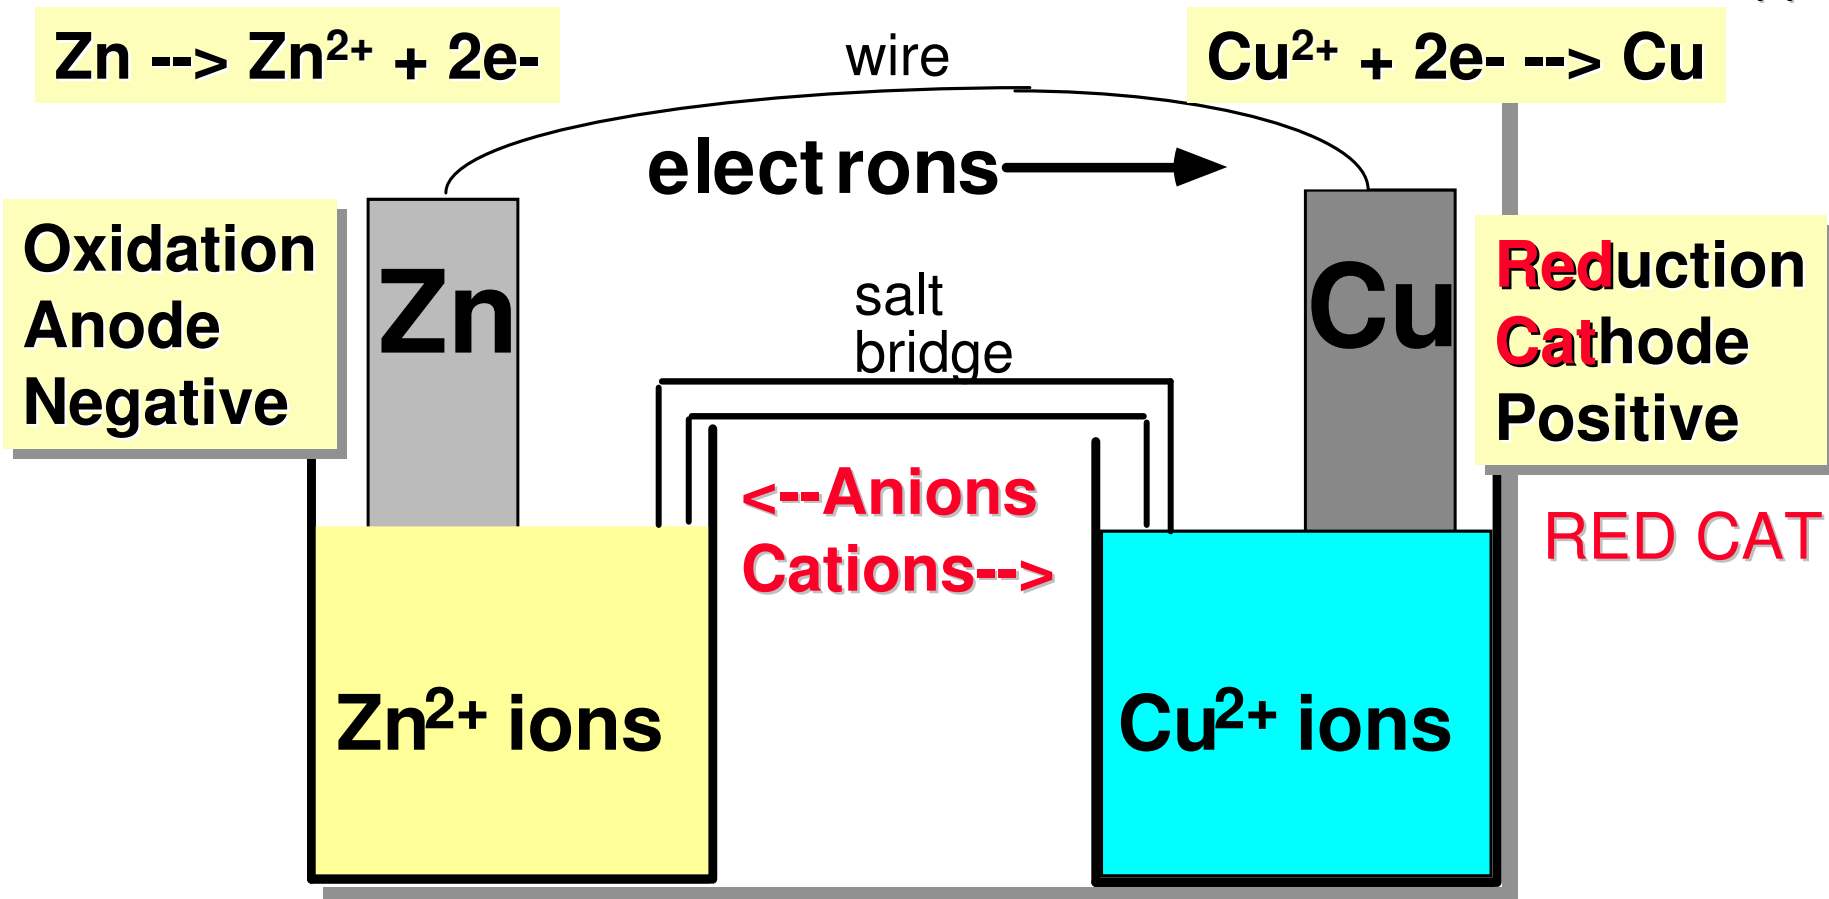 Zn --> Zn²⁺ + 2e-
wire
Cu²⁺ + 2e- --> Cu
electrons
Oxidation
Anode
Negative
Zn
salt
bridge
Cu
Reduction
Cathode
Positive
<--Anions
Cations-->
RED CAT
Zn²⁺ ions
Cu²⁺ ions